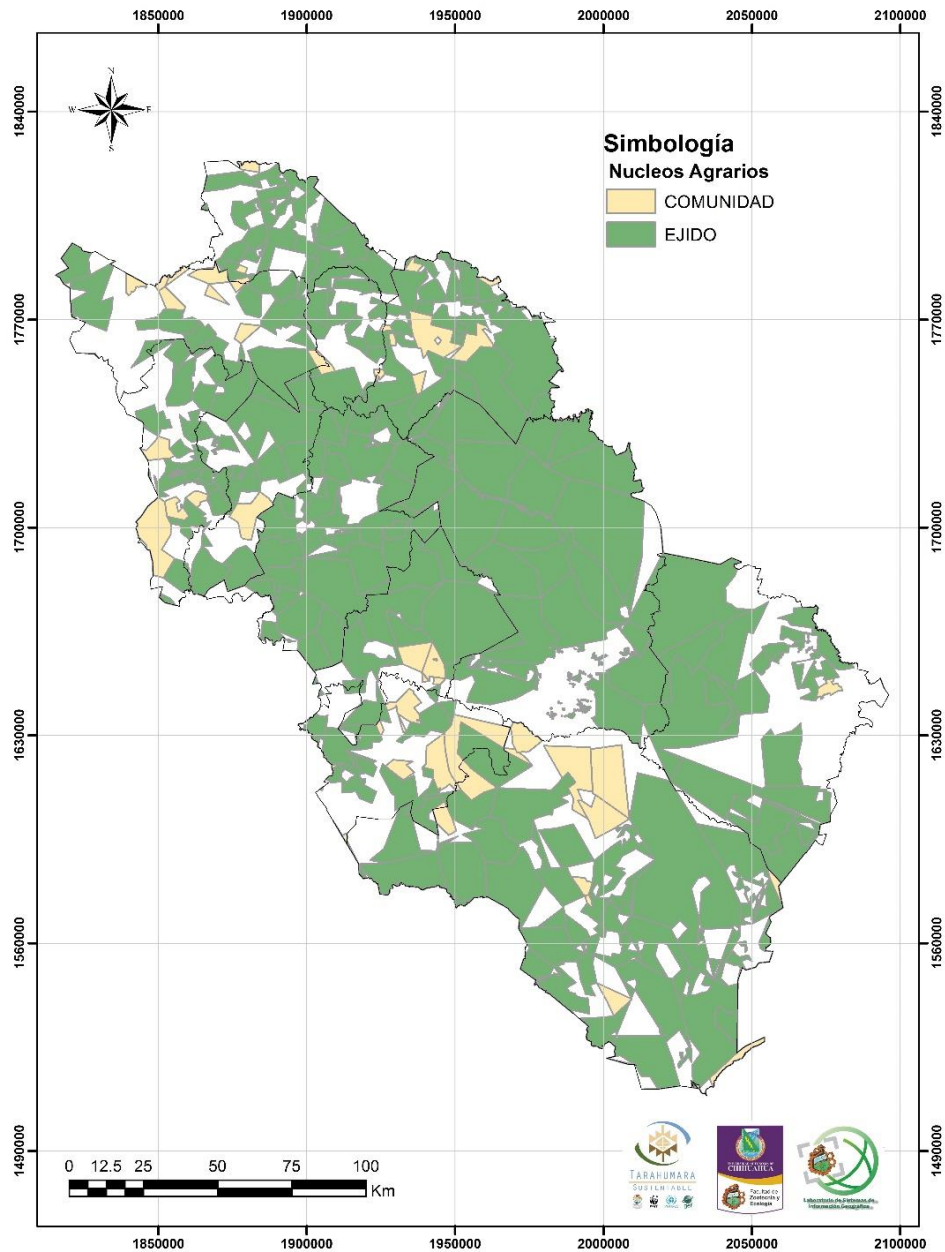 1850000 1900000 1950000 2000000 2050000 2100000
1840000 1840000
N
W E
S
Simbología
Nucleos Agrarios
COMUNIDAD
EJIDO
1770000 1770000
1700000 1700000
1630000 1630000
1560000 1560000
1490000 1490000
0 12.5 25 50 75 100
Km
TARAHUMARA
SUSTENTABLE
CHIHUAHUA
Facultad de
Zootecnia y
Ecología
Laboratorio de Sistemas de
Información Geográfica
1850000 1900000 1950000 2000000 2050000 2100000